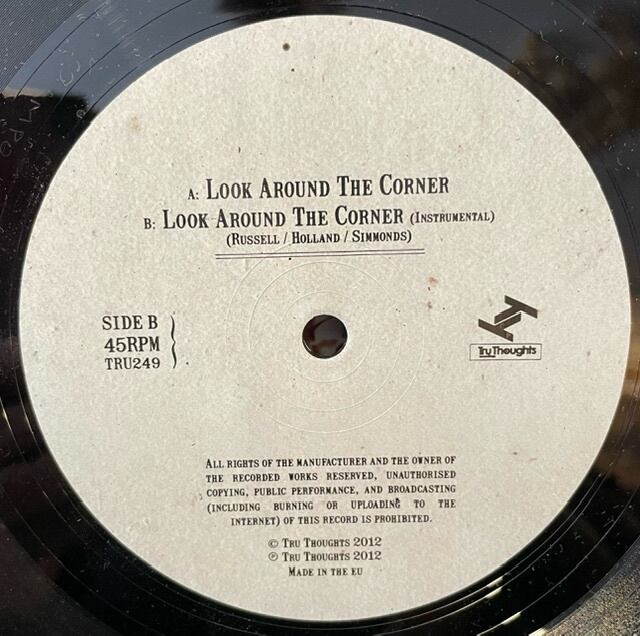 A: Look Around The Corner
B: Look Around The Corner (Instrumental)
(Russell / Holland / Simmonds)
SIDE B
45RPM
TRU249
Tru Thoughts
All rights of the manufacturer and the owner of
the recorded works reserved, unauthorised
copying, public performance, and broadcasting
(including burning or uploading to the
internet) of this record is prohibited.
© Tru Thoughts 2012
℗ Tru Thoughts 2012
Made in the EU